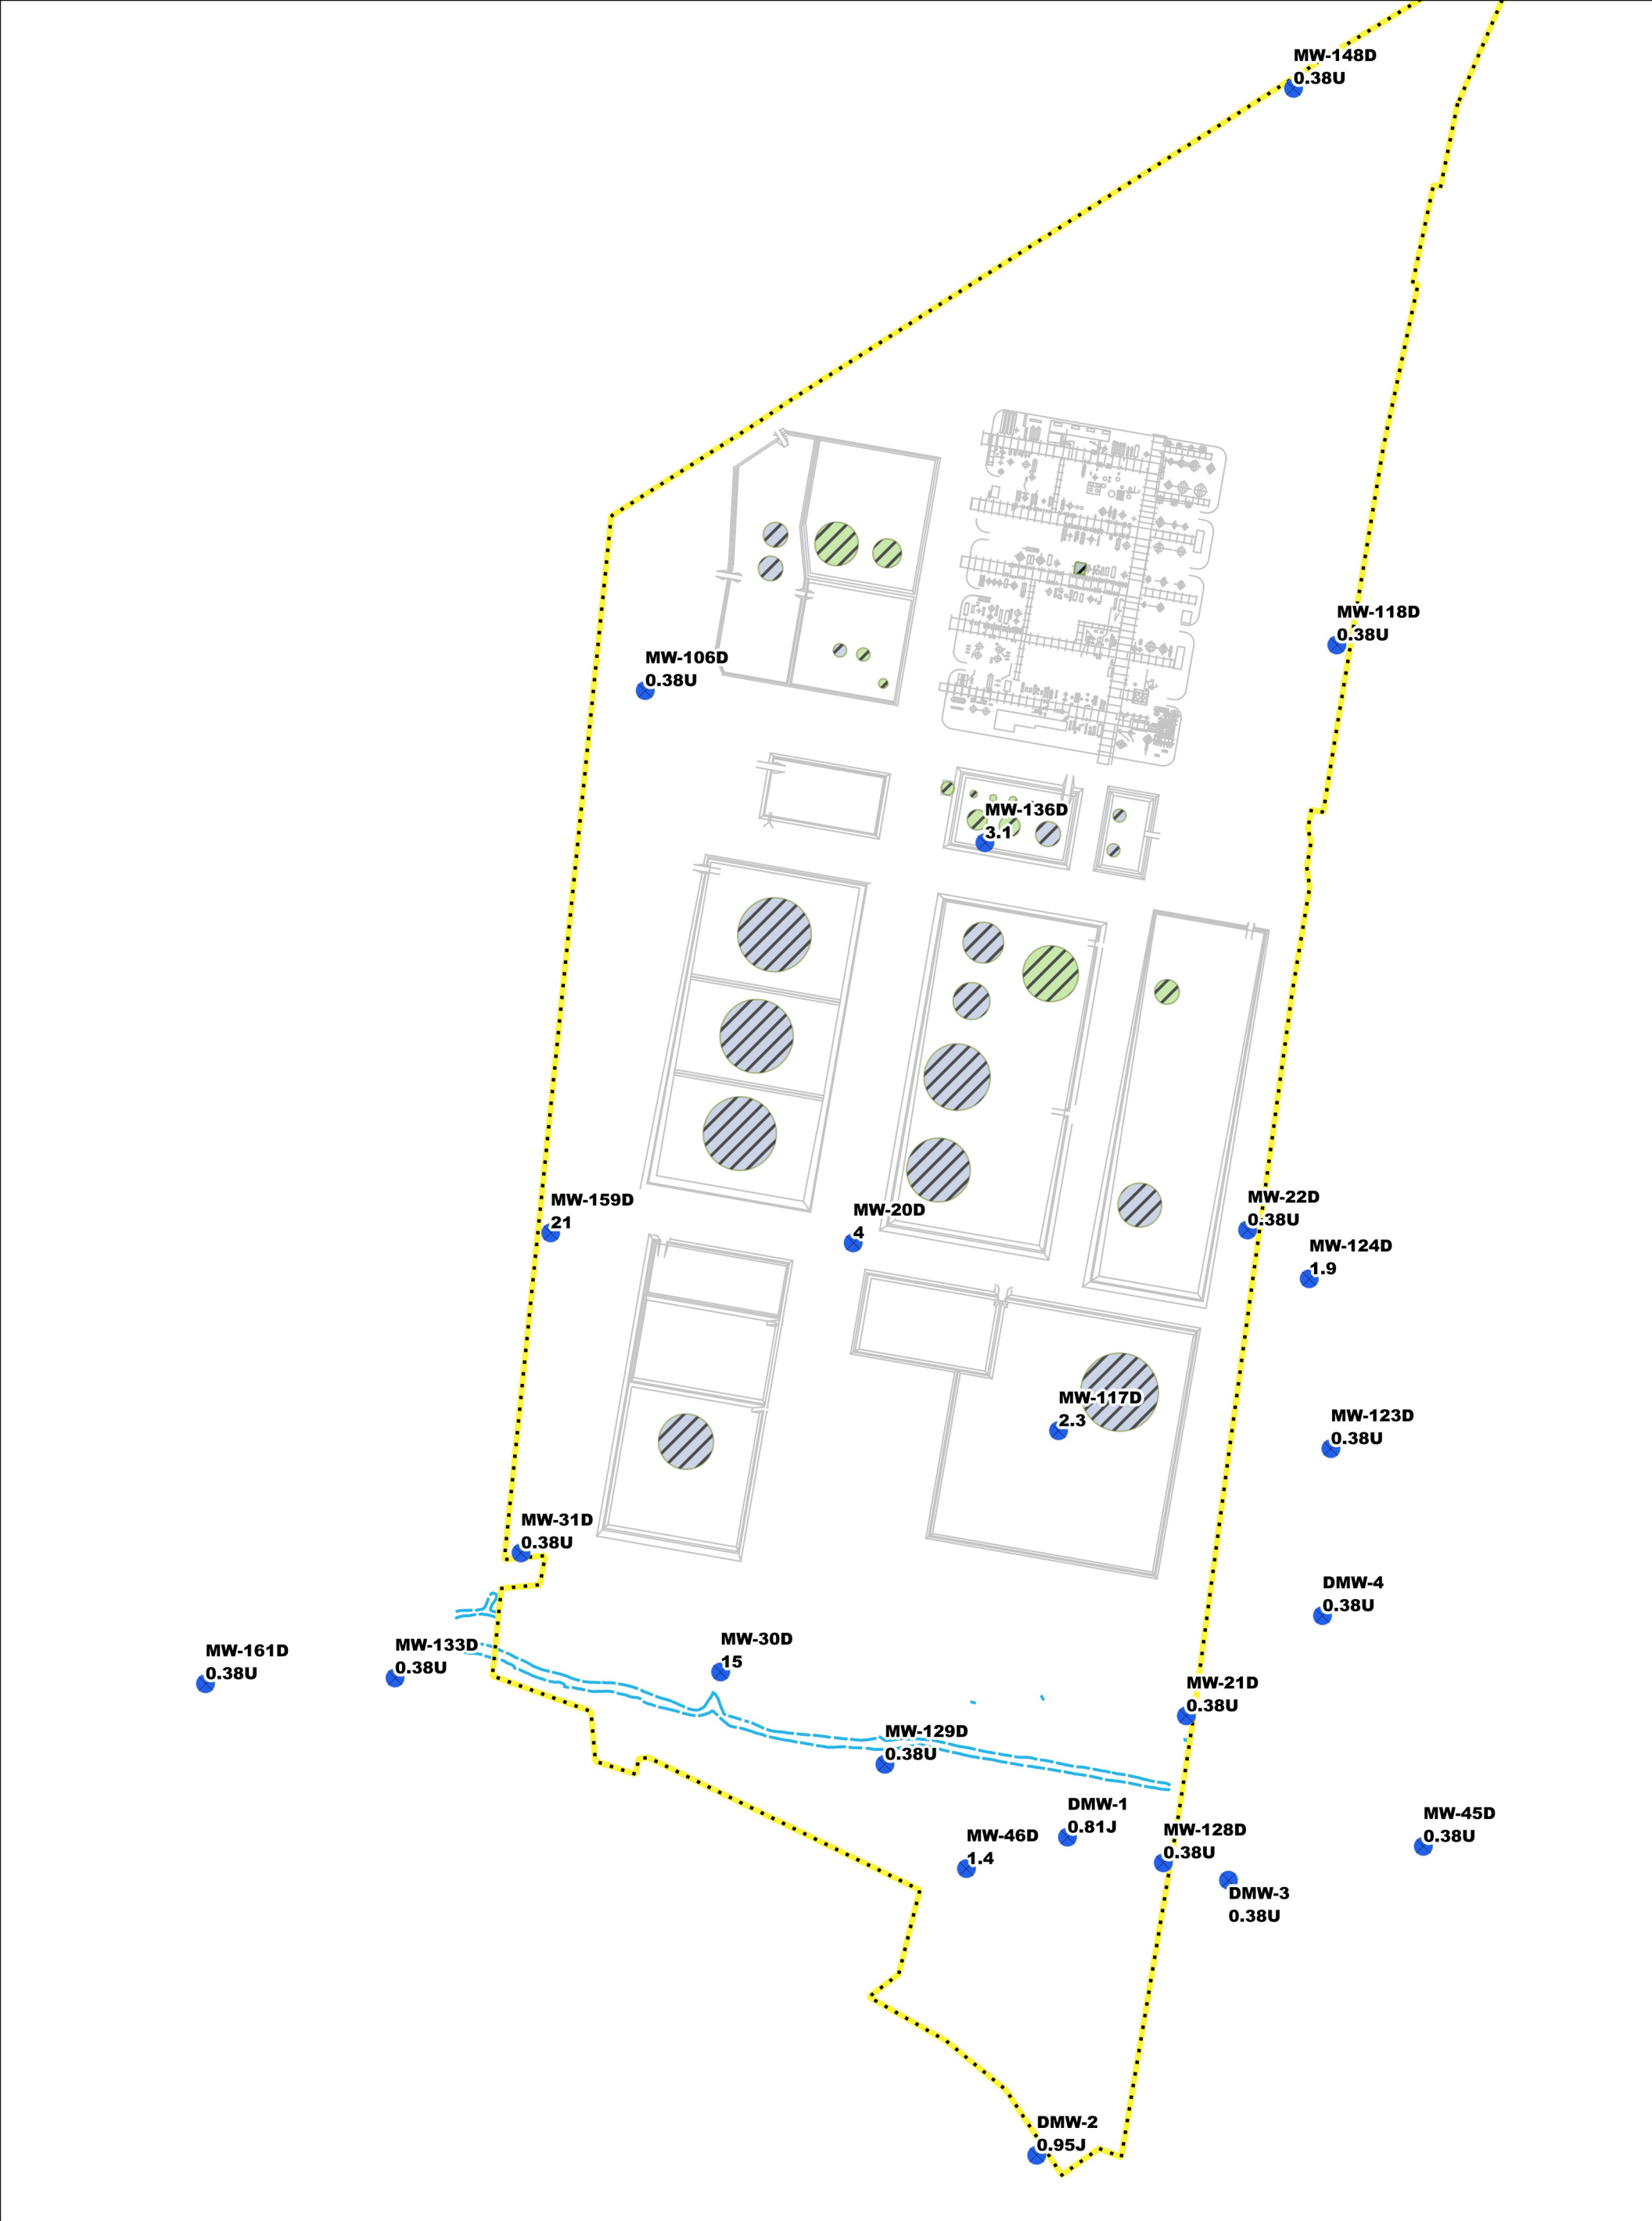 MW-148D
0.38U
MW-118D
0.38U
MW-106D
0.38U
MW-136D
3.1
MW-159D
21
MW-20D
4
MW-22D
0.38U
MW-124D
1.9
MW-117D
2.3
MW-123D
0.38U
MW-31D
0.38U
DMW-4
0.38U
MW-161D
0.38U
MW-133D
0.38U
MW-30D
15
MW-21D
0.38U
MW-129D
0.38U
DMW-1
0.81J
MW-46D
1.4
MW-128D
0.38U
MW-45D
0.38U
DMW-3
0.38U
DMW-2
0.95J